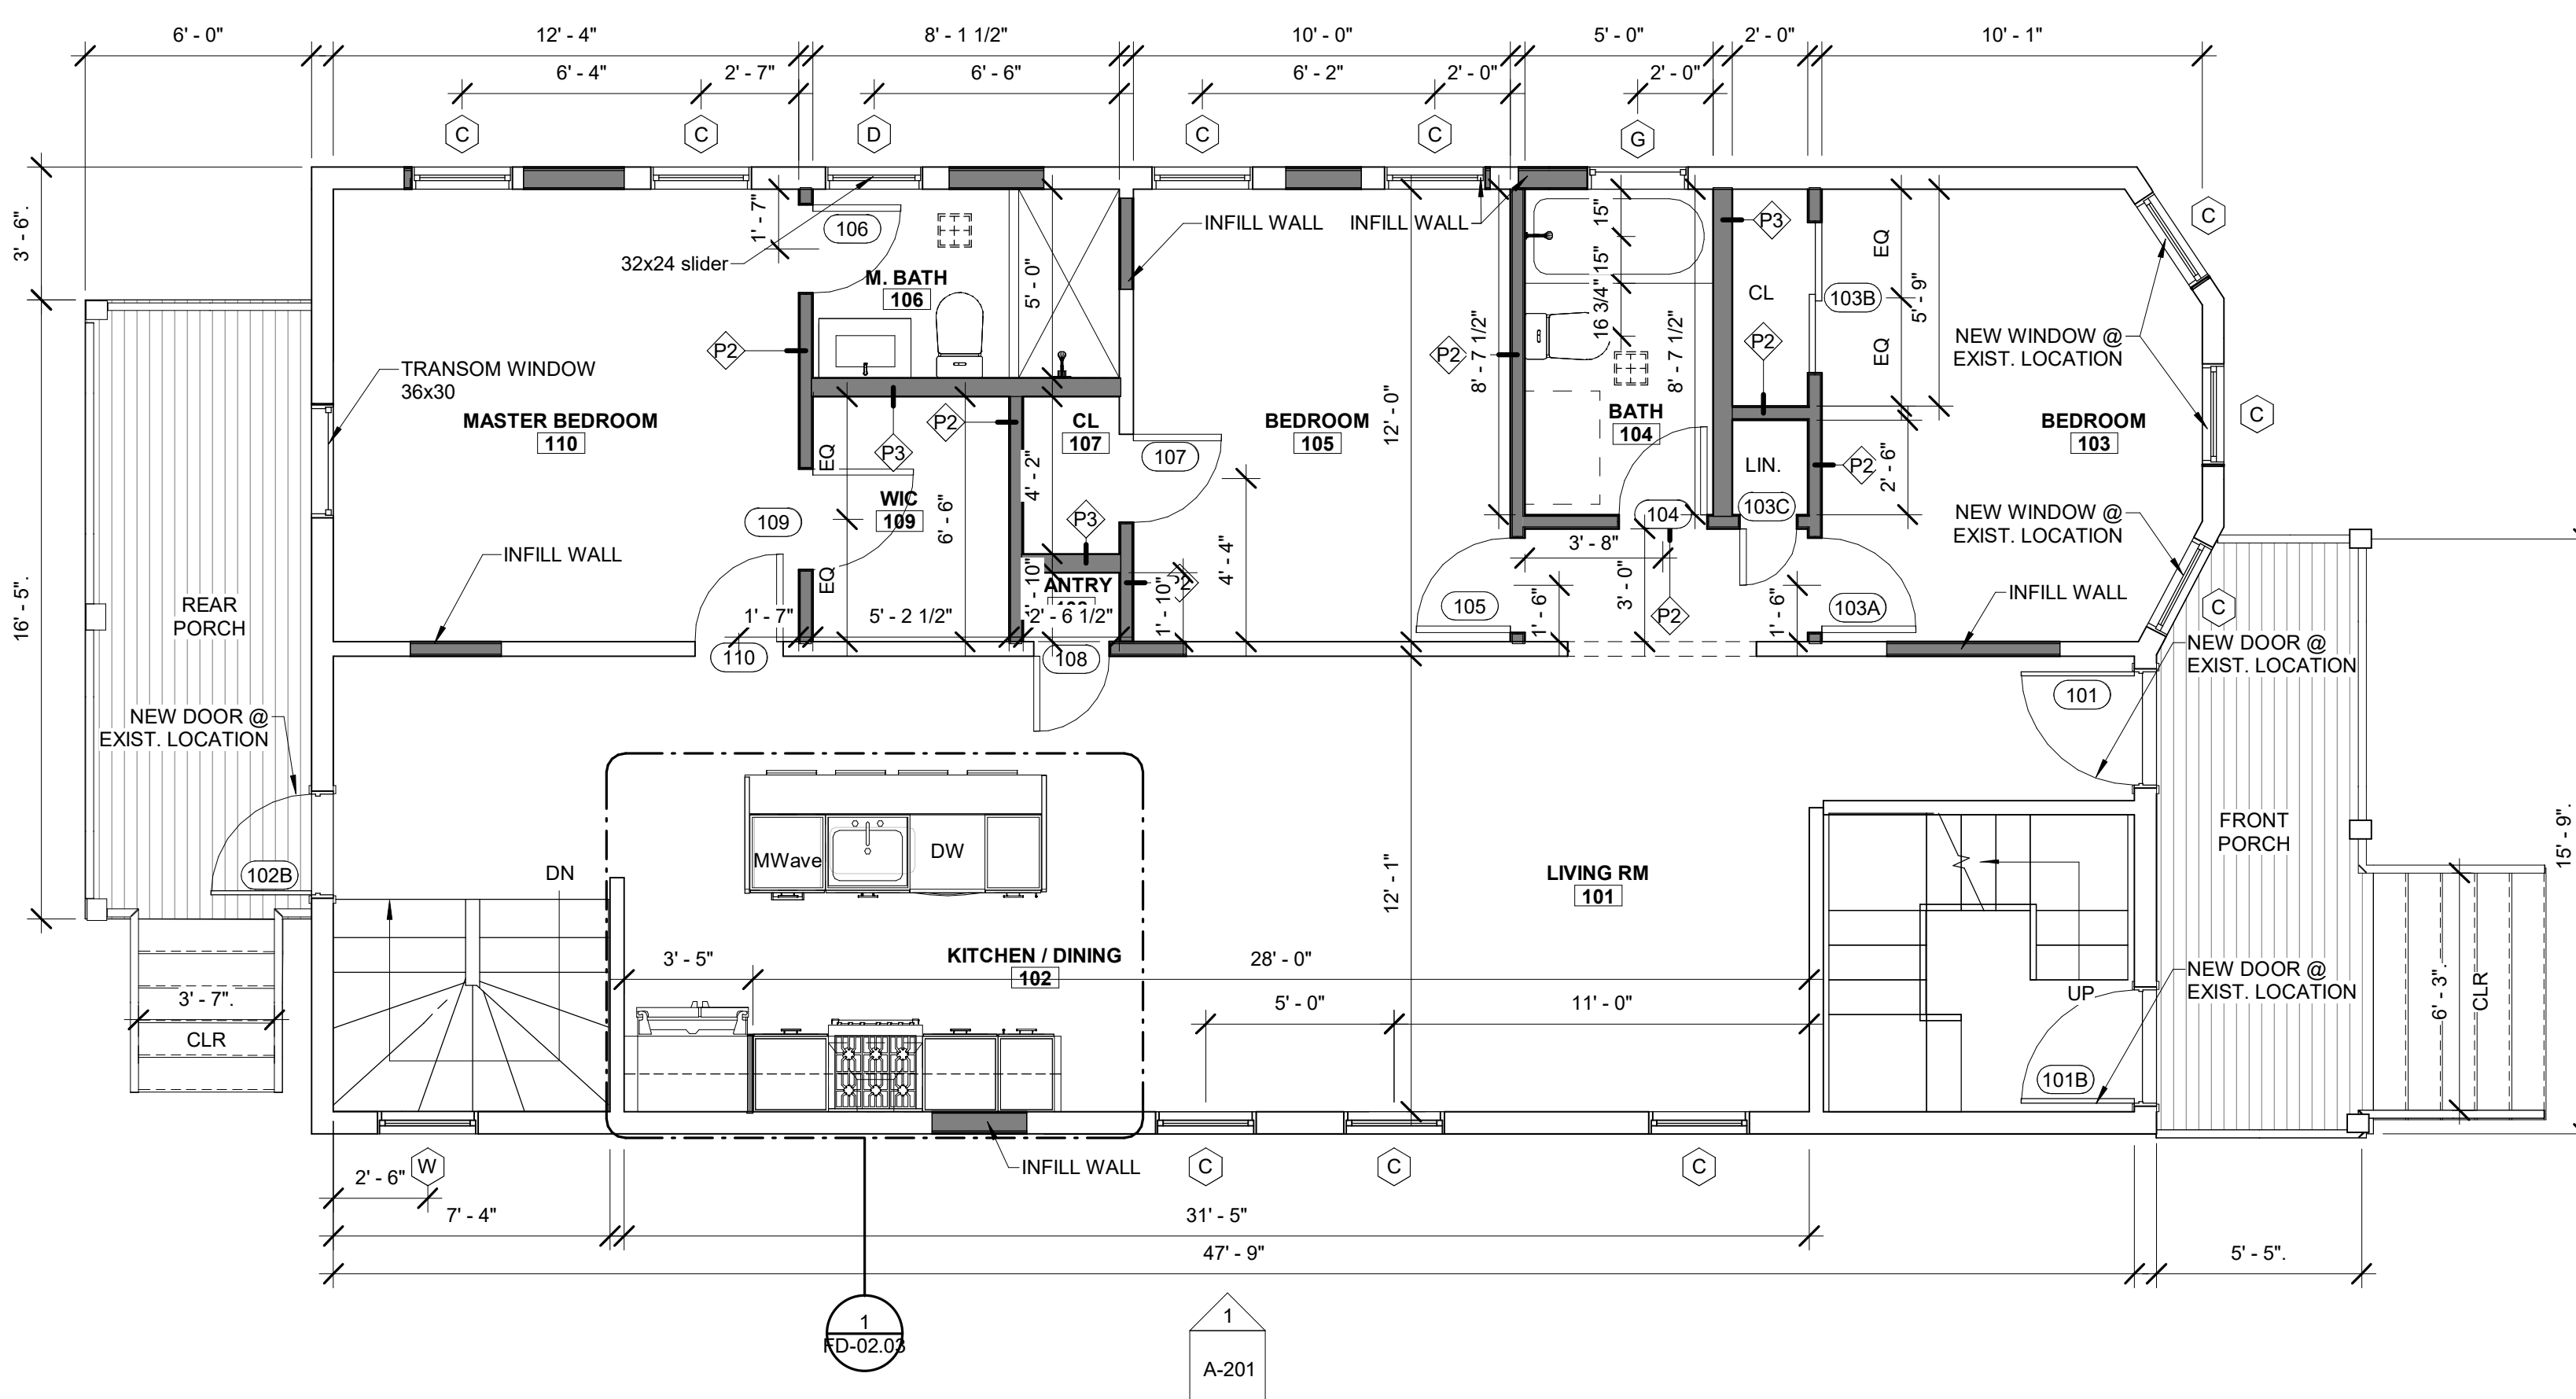 6' - 0"
12' - 4"
8' - 1 1/2"
10' - 0"
5' - 0"
2' - 0"
10' - 1"
6' - 4"
2' - 7"
6' - 6"
6' - 2"
2' - 0"
2' - 0"
C
C
D
C
C
G
3' - 6".
1' - 7"
106
INFILL WALL
INFILL WALL
15"
P3
EQ
C
32x24 slider
M. BATH
106
5' - 0"
15"
CL
103B
5' - 9"
16 3/4"
8' - 7 1/2"
8' - 7 1/2"
P2
P2
P2
EQ
NEW WINDOW @
EXIST. LOCATION
TRANSOM WINDOW
36x30
MASTER BEDROOM
110
P2
CL
107
BEDROOM
105
12' - 0"
BATH
104
BEDROOM
103
C
EQ
P3
107
LIN.
P2
2' - 6"
4' - 2"
WIC
109
6' - 6"
109
P3
103C
104
NEW WINDOW @
EXIST. LOCATION
INFILL WALL
3' - 8"
4' - 4"
EQ
1' - 10"
3' - 0"
INFILL WALL
REAR
PORCH
1' - 7"
5' - 2 1/2"
2' - 6 1/2"
105
1' - 6"
P2
1' - 6"
103A
C
16' - 5".
110
108
NEW DOOR @
EXIST. LOCATION
101
NEW DOOR @
EXIST. LOCATION
MWave
DW
FRONT
PORCH
15' - 9".
102B
DN
LIVING RM
101
12' - 1"
3' - 5"
KITCHEN / DINING
102
28' - 0"
NEW DOOR @
EXIST. LOCATION
UP
3' - 7".
CLR
5' - 0"
11' - 0"
6' - 3".
CLR
101B
W
INFILL WALL
C
C
C
2' - 6"
7' - 4"
31' - 5"
47' - 9"
5' - 5".
1
FD-02.03
1
A-201